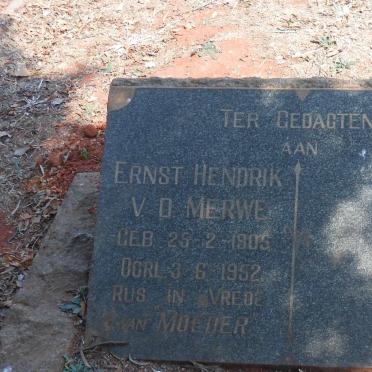 TER GEDAGTEN
AAN
ERNST HENDRIK
V. D. MERWE
GEB. 25-2-1905
OORL. 3-6-1952
RUS IN VREDE
"MOEDER"